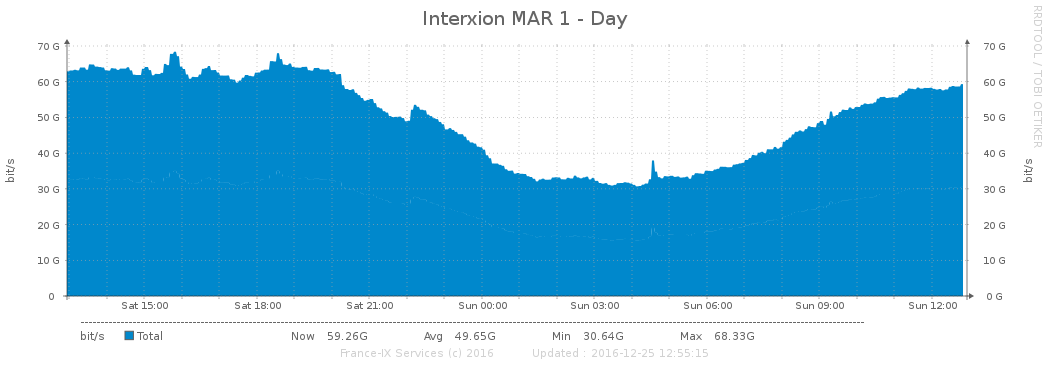 Interxion MAR 1 - Day
RRDTOOL / TOBI OETIKER
bit/s
70 G
60 G
50 G
40 G
30 G
20 G
10 G
0
70 G
60 G
50 G
40 G
30 G
20 G
10 G
0 G
bit/s
Sat 15:00 Sat 18:00 Sat 21:00 Sun 00:00 Sun 03:00 Sun 06:00 Sun 09:00 Sun 12:00
bit/s Total Now 59.26G Avg 49.65G Min 30.64G Max 68.33G
France-IX Services (c) 2016 Updated : 2016-12-25 12:55:15